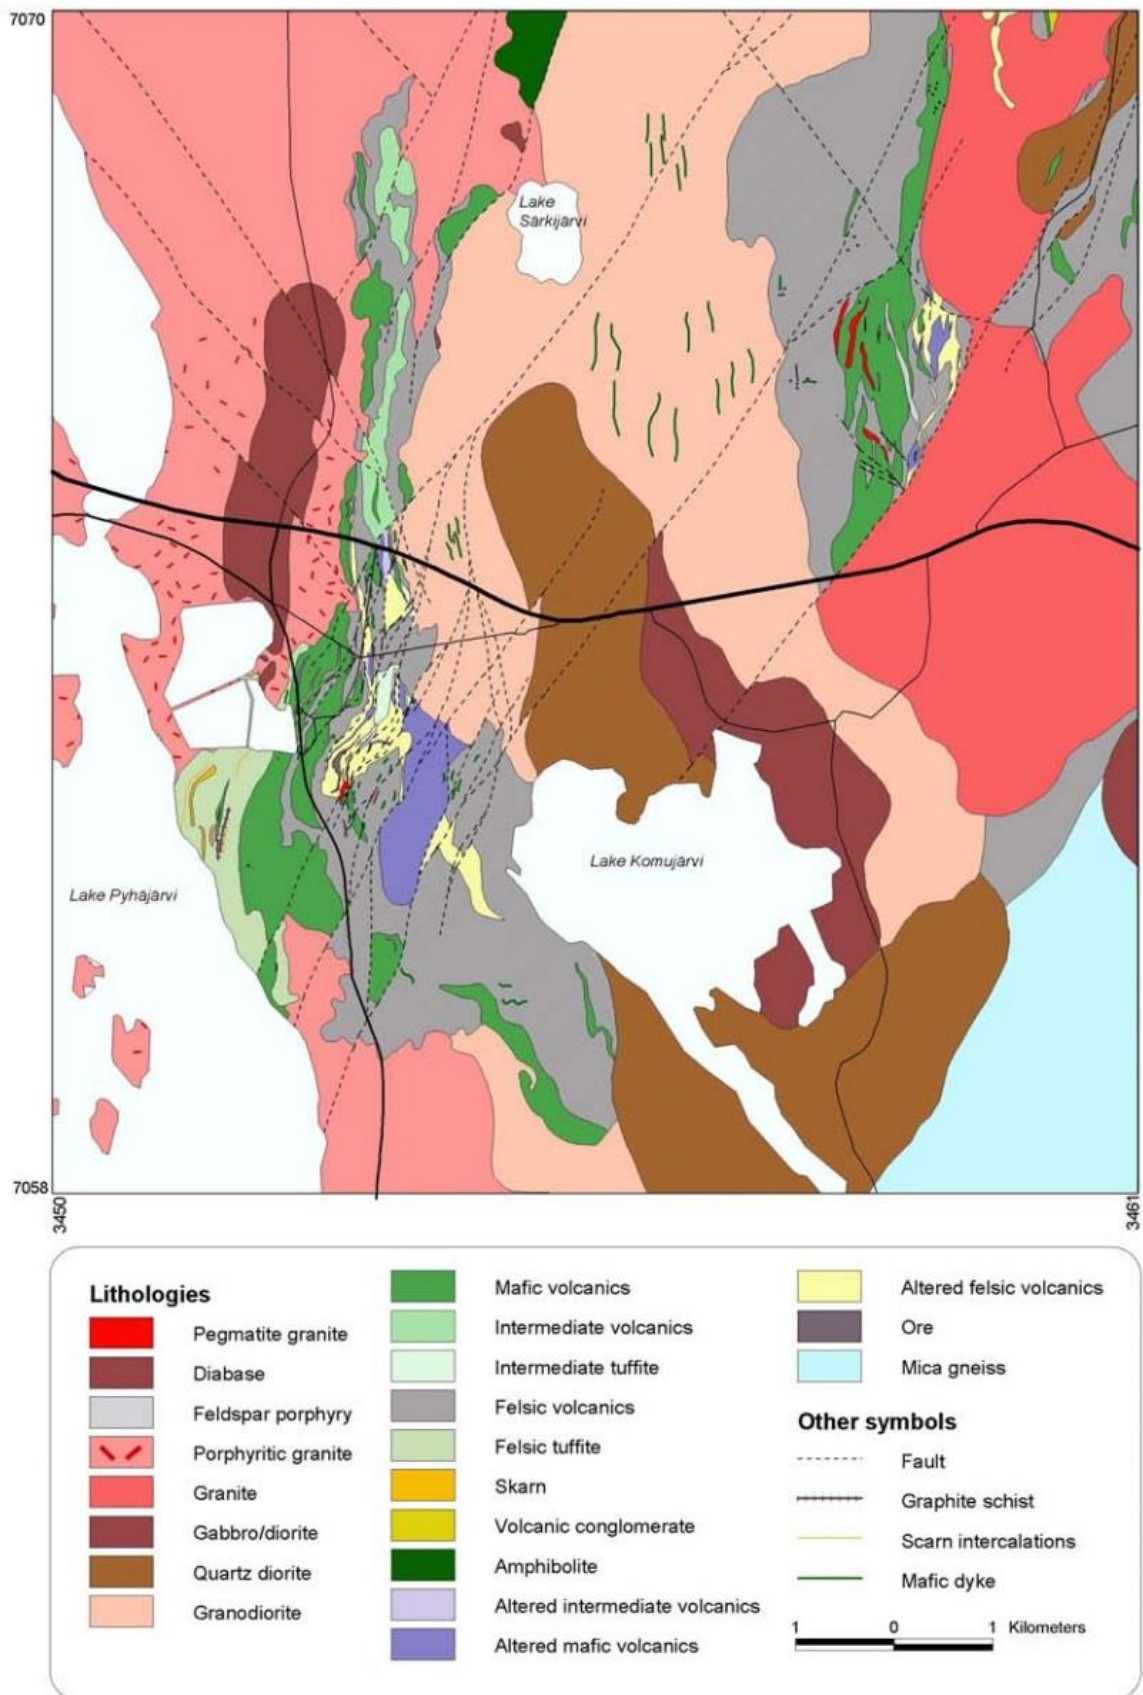 7070
Lake
Särkijärvi
Lake Komujärvi
Lake Pyhäjärvi
7058
3450
3461
Lithologies
Pegmatite granite
Diabase
Feldspar porphyry
Porphyritic granite
Granite
Gabbro/diorite
Quartz diorite
Granodiorite
Mafic volcanics
Intermediate volcanics
Intermediate tuffite
Felsic volcanics
Felsic tuffite
Skarn
Volcanic conglomerate
Amphibolite
Altered intermediate volcanics
Altered mafic volcanics
Altered felsic volcanics
Ore
Mica gneiss
Other symbols
Fault
Graphite schist
Scarn intercalations
Mafic dyke
1 0 1 Kilometers